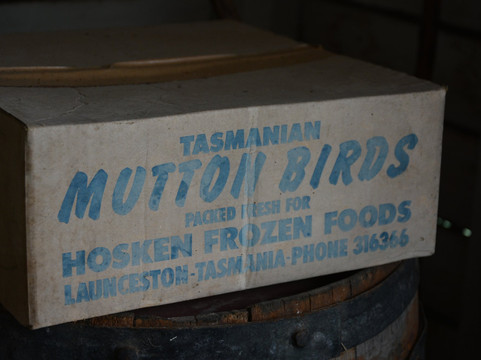 TASMANIAN
MUTTON BIRDS
PACKED FRESH FOR
HOSKEN FROZEN FOODS
LAUNCESTON-TASMANIA-PHONE 316366